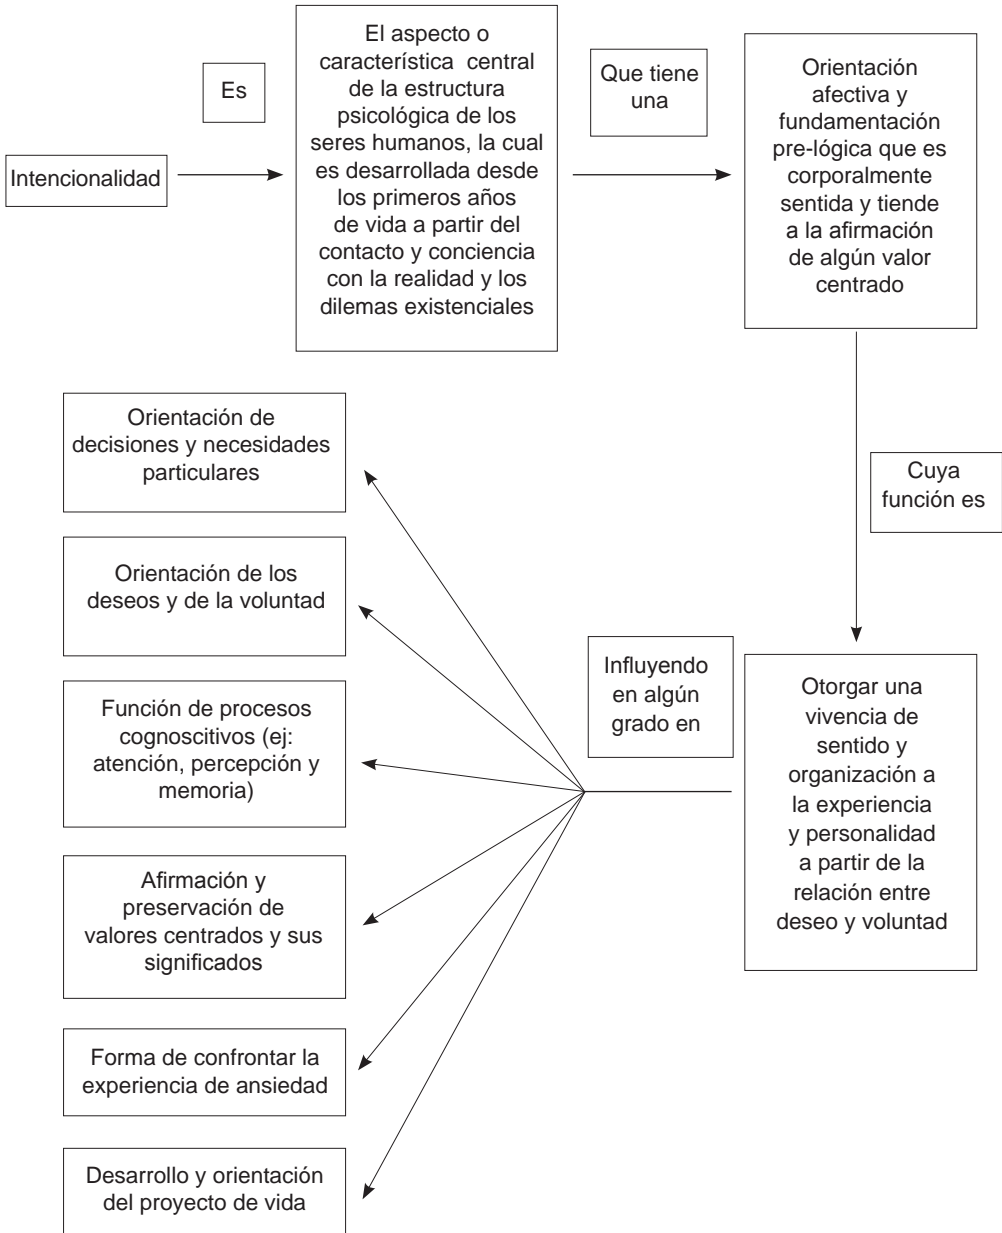 Intencionalidad
Es
El aspecto o
característica central
de la estructura
psicológica de los
seres humanos, la cual
es desarrollada desde
los primeros años
de vida a partir del
contacto y conciencia
con la realidad y los
dilemas existenciales
Que tiene
una
Orientación
afectiva y
fundamentación
pre-lógica que es
corporalmente
sentida y tiende
a la afirmación
de algún valor
centrado
Cuya
función es
Otorgar una
vivencia de
sentido y
organización a
la experiencia
y personalidad
a partir de la
relación entre
deseo y voluntad
Influyendo
en algún
grado en
Orientación de
decisiones y necesidades
particulares
Orientación de los
deseos y de la voluntad
Función de procesos
cognoscitivos (ej:
atención, percepción y
memoria)
Afirmación y
preservación de
valores centrados y sus
significados
Forma de confrontar la
experiencia de ansiedad
Desarrollo y orientación
del proyecto de vida